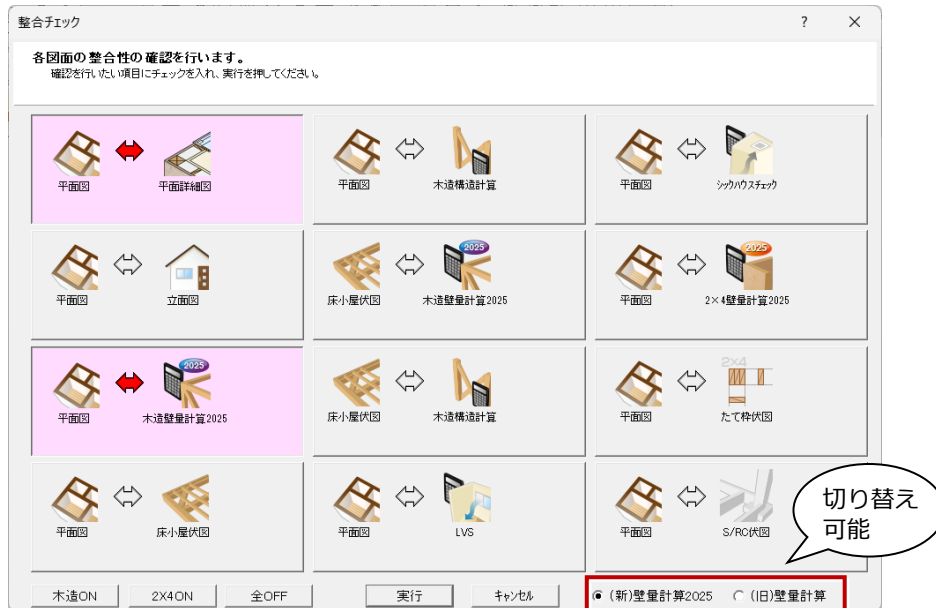 整合チェック
?
各図面の整合性の確認を行います。
確認を行いたい項目にチェックを入れ、実行を押してください。
平面図
平面詳細図
平面図
木造構造計算
平面図
シックハウスチェック
平面図
立面図
2025
床小屋伏図
木造壁量計算2025
2025
平面図
2×4壁量計算2025
2025
平面図
木造壁量計算2025
床小屋伏図
木造構造計算
2×4
平面図
たて枠伏図
平面図
床小屋伏図
平面図
LVS
平面図
S/RC伏図
切り替え
可能
木造ON
2X4ON
全OFF
実行
キャンセル
(新)壁量計算2025
(旧)壁量計算